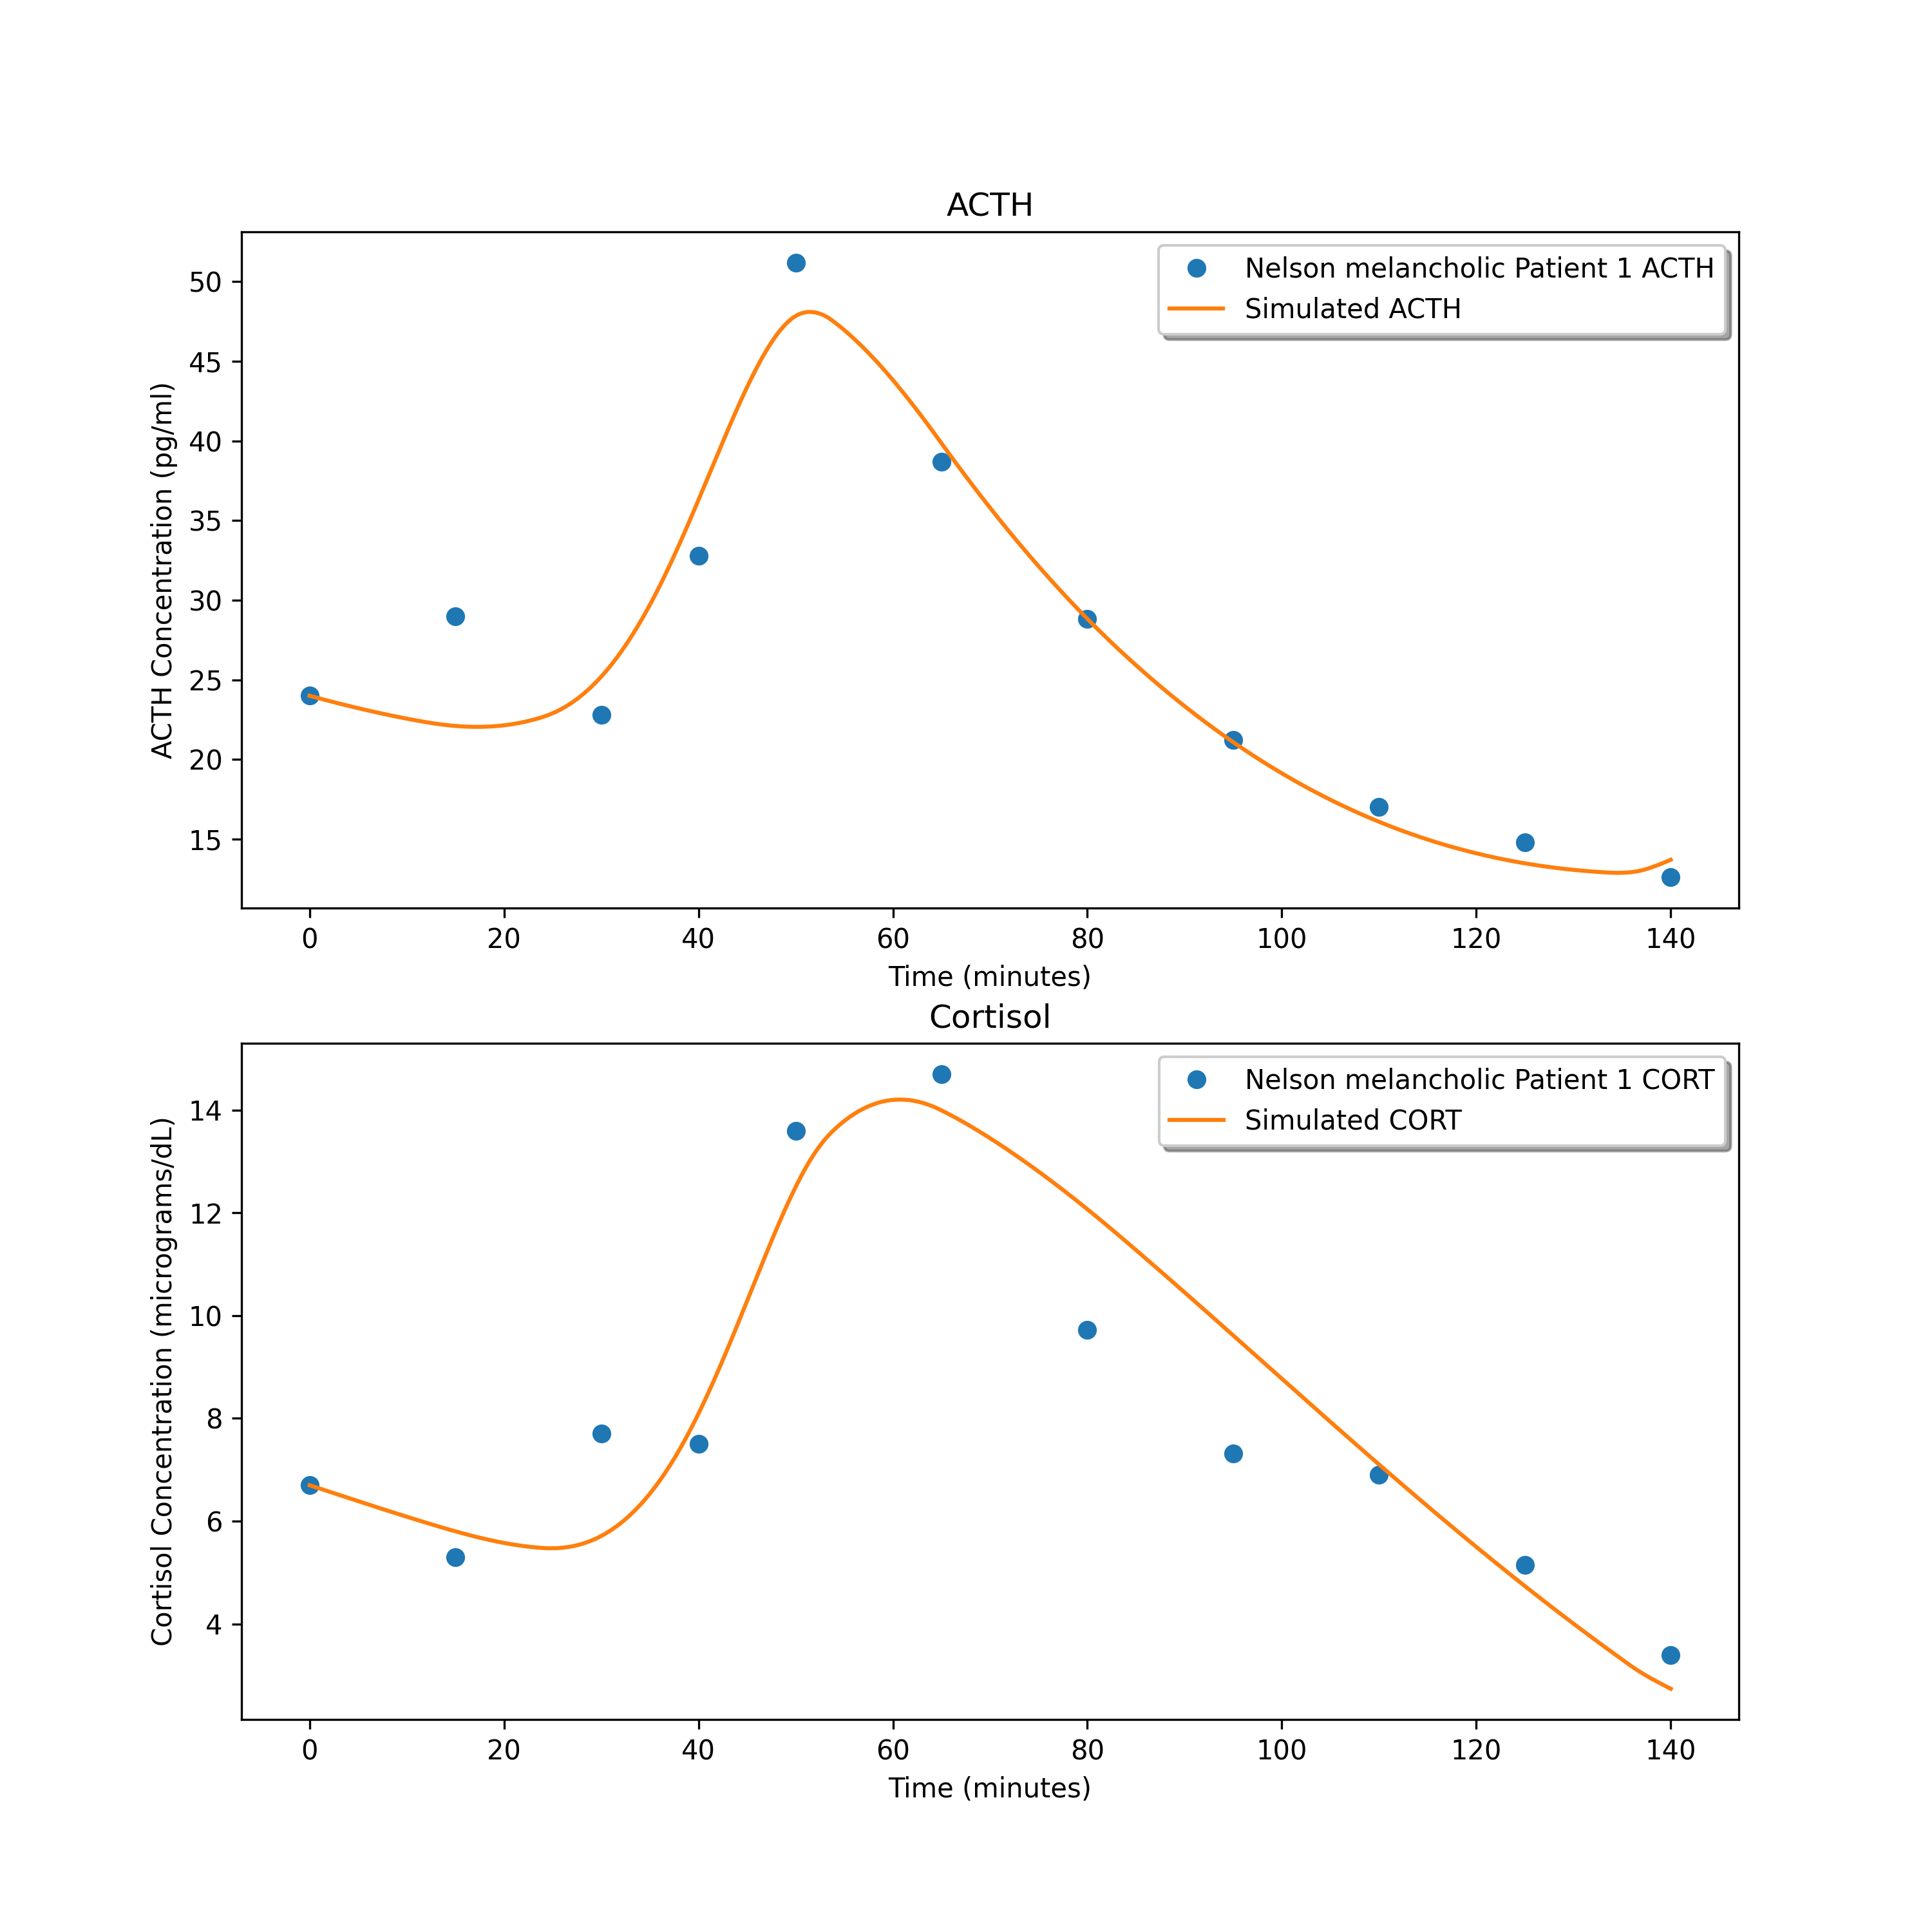 ACTH
Nelson melancholic Patient 1 ACTH
Simulated ACTH
ACTH Concentration (pg/ml)
50
45
40
35
30
25
20
15
0 20 40 60 80 100 120 140
Time (minutes)
Cortisol
Nelson melancholic Patient 1 CORT
Simulated CORT
Cortisol Concentration (micrograms/dL)
14
12
10
8
6
4
0 20 40 60 80 100 120 140
Time (minutes)